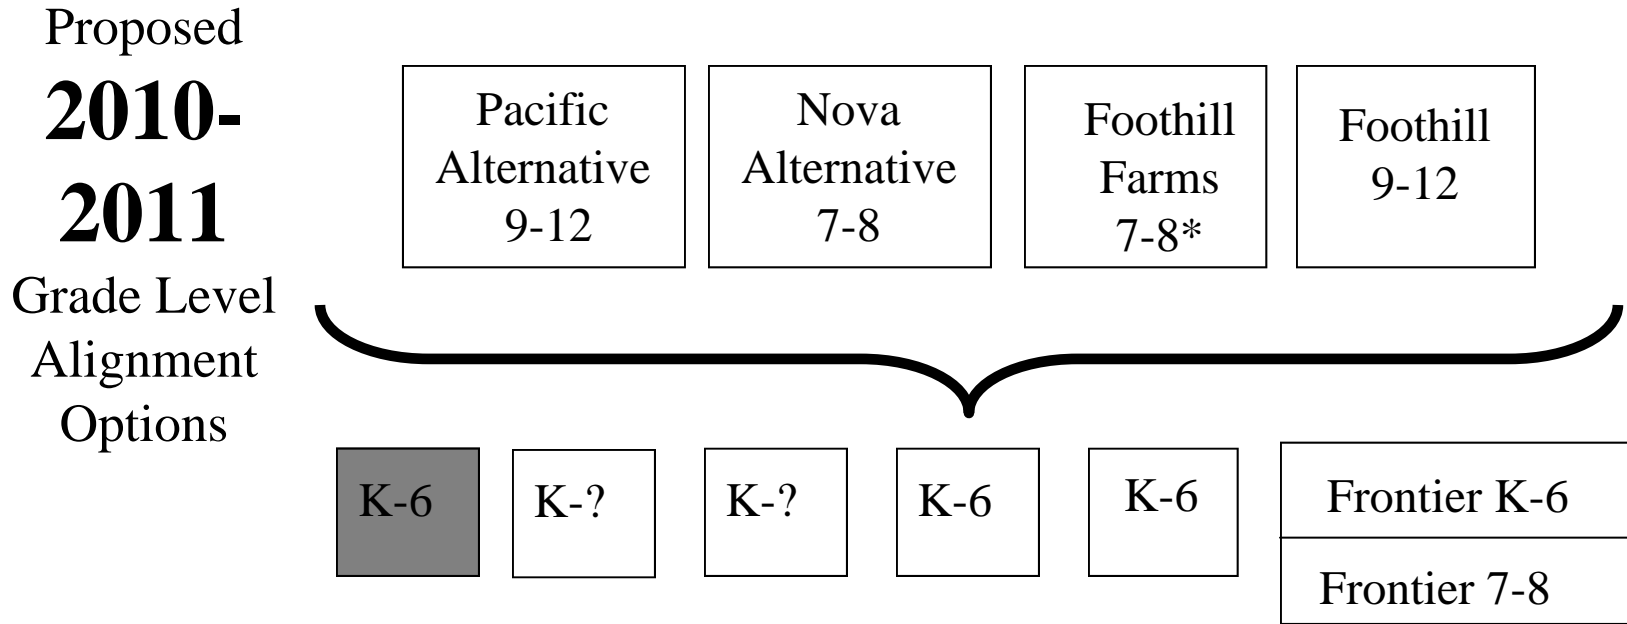 Proposed
2010-
2011
Grade Level
Alignment
Options
Pacific
Alternative
9-12
Nova
Alternative
7-8
Foothill
Farms
7-8*
Foothill
9-12
K-6
K-?
K-?
K-6
K-6
Frontier K-6
Frontier 7-8